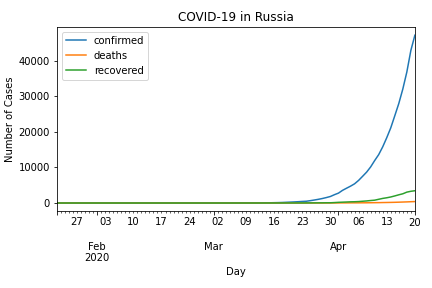 COVID-19 in Russia
confirmed
deaths
recovered
Number of Cases
40000
30000
20000
10000
0
27 03 10 17 24 02 09 16 23 30 06 13 20
Feb Mar Apr
2020
Day